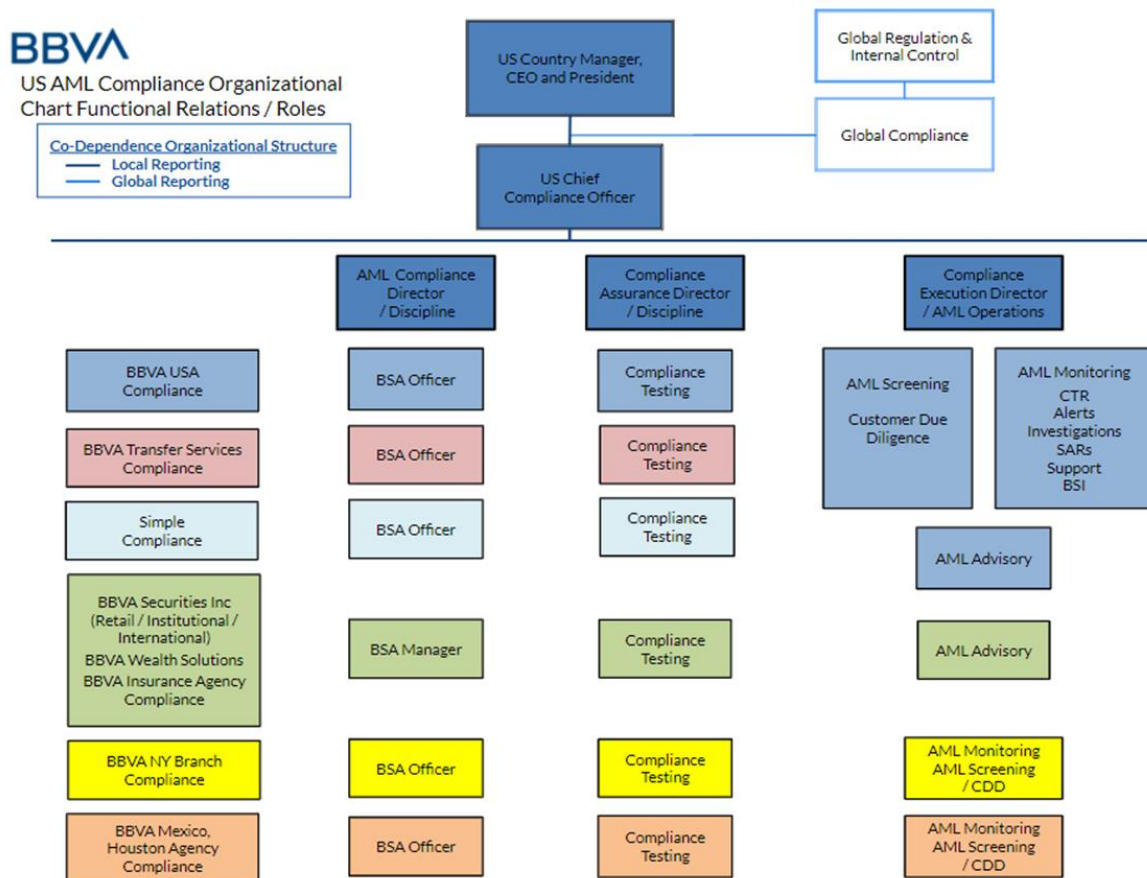 BBVA
US AML Compliance Organizational
Chart Functional Relations / Roles
Co-Dependence Organizational Structure
Local Reporting
Global Reporting
US Country Manager,
CEO and President
Global Regulation &
Internal Control
Global Compliance
US Chief
Compliance Officer
AML Compliance
Director
/ Discipline
Compliance
Assurance Director
/ Discipline
Compliance
Execution Director
/ AML Operations
BBVA USA
Compliance
BSA Officer
Compliance
Testing
AML Screening
Customer Due
Diligence
AML Monitoring
CTR
Alerts
Investigations
SARs
Support
BSI
BBVA Transfer Services
Compliance
BSA Officer
Compliance
Testing
Simple
Compliance
BSA Officer
Compliance
Testing
AML Advisory
BBVA Securities Inc
(Retail / Institutional /
International)
BBVA Wealth Solutions
BBVA Insurance Agency
Compliance
BSA Manager
Compliance
Testing
AML Advisory
BBVA NY Branch
Compliance
BSA Officer
Compliance
Testing
AML Monitoring
AML Screening
/ CDD
BBVA Mexico,
Houston Agency
Compliance
BSA Officer
Compliance
Testing
AML Monitoring
AML Screening
/ CDD